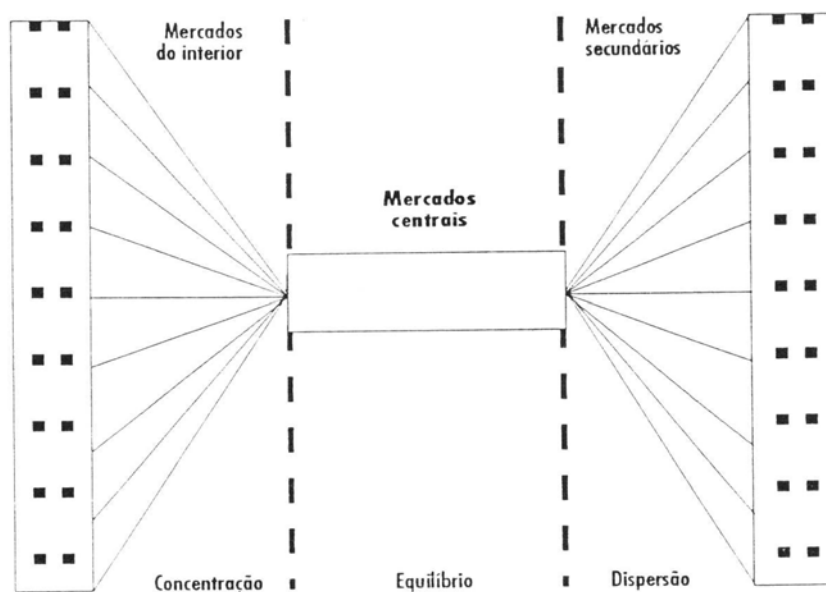 Mercados
do interior
Mercados
secundários
Mercados
centrais
Concentração
Equilíbrio
Dispersão